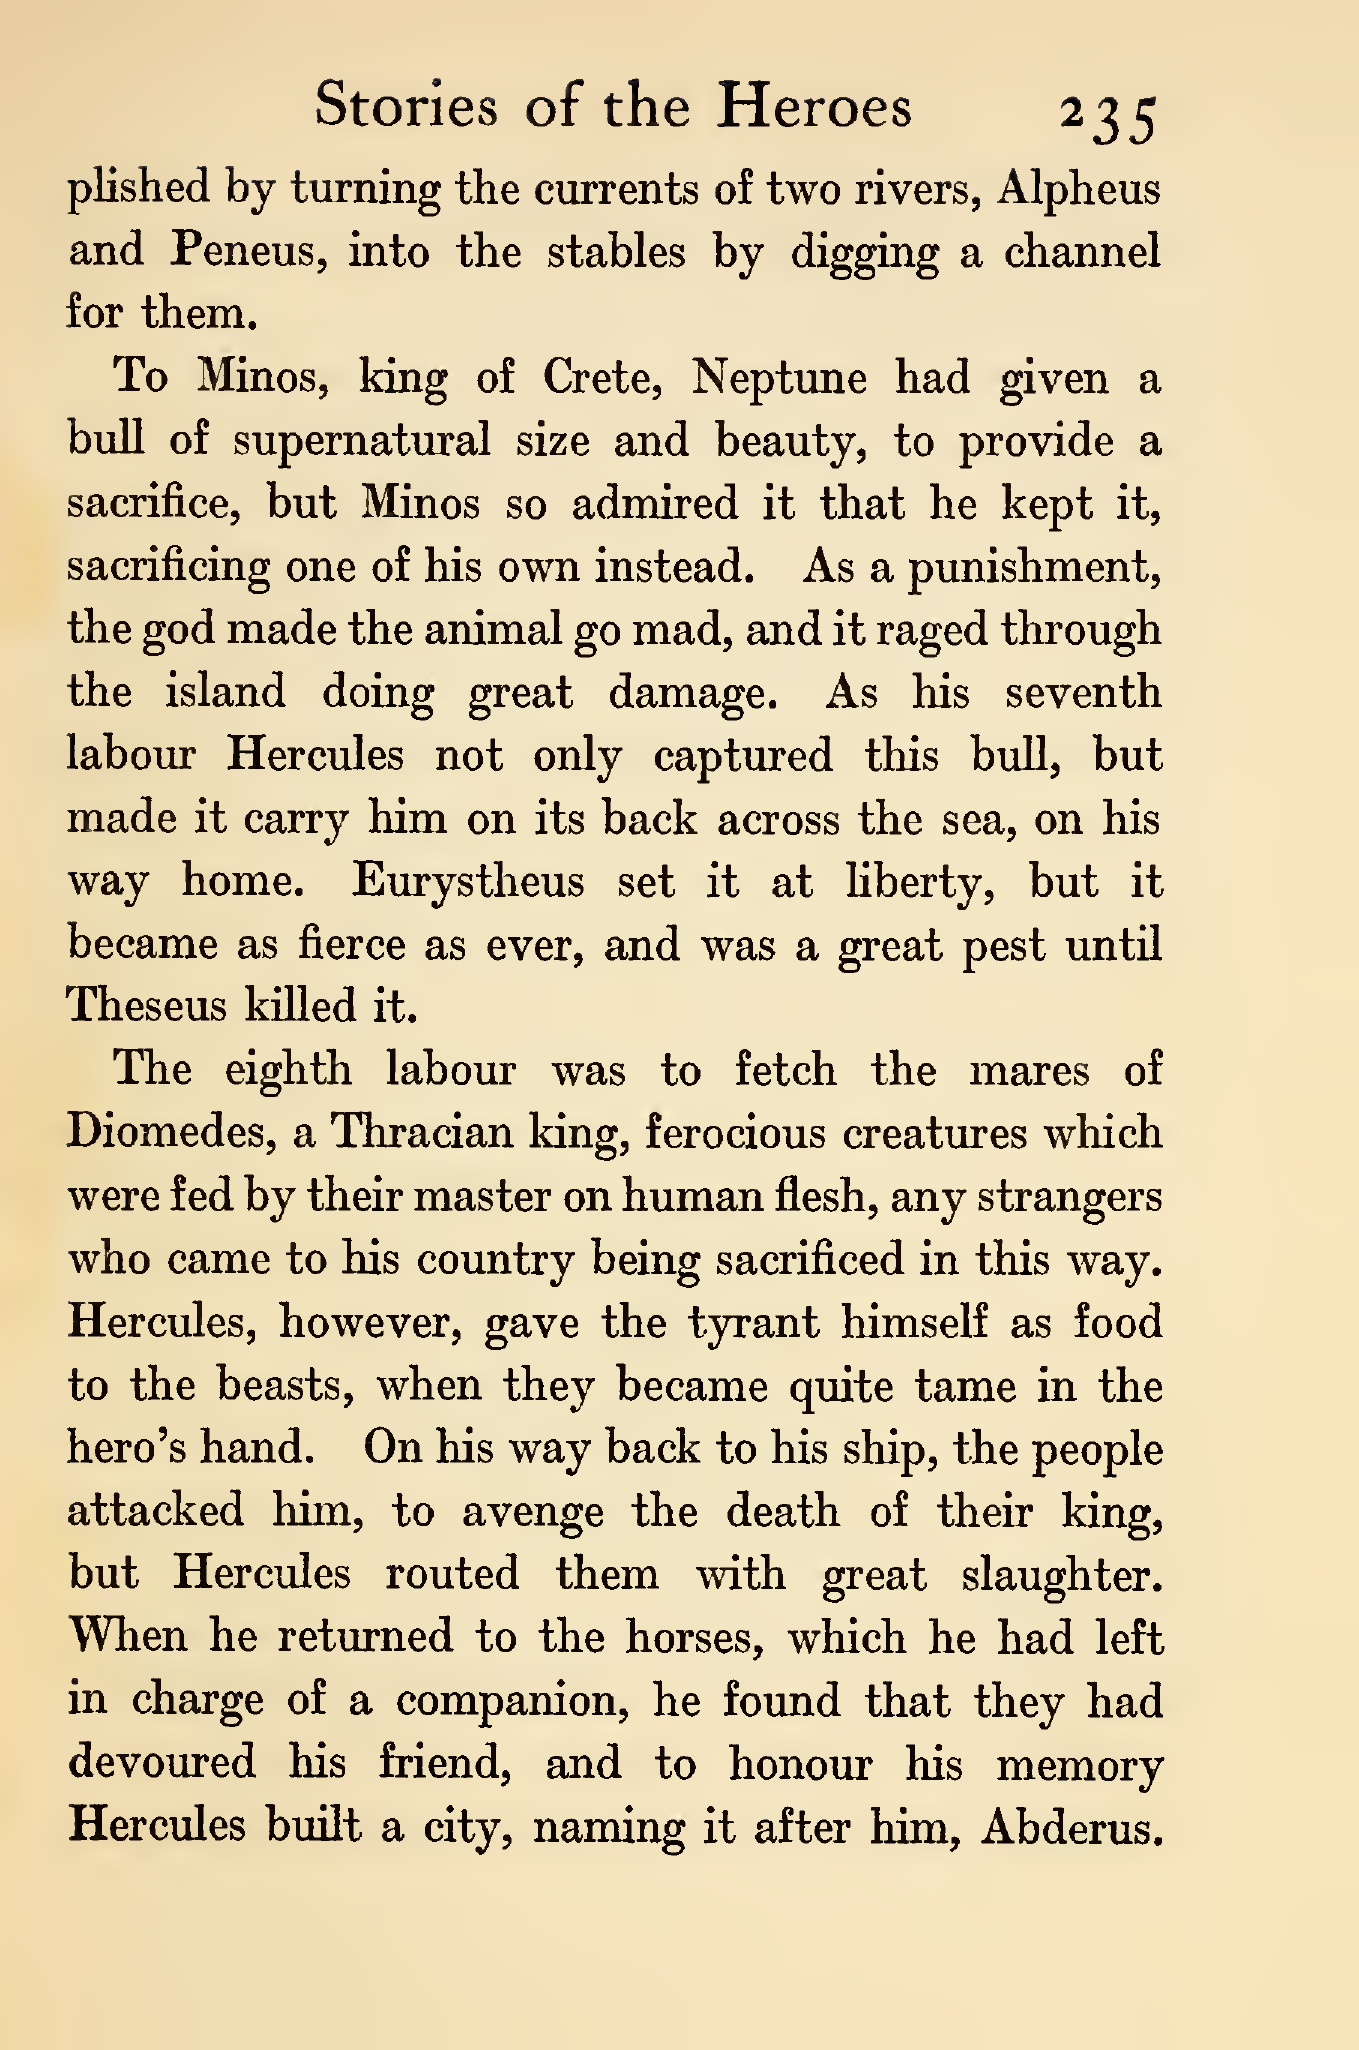 Stories of the Heroes 235
plished by turning the currents of two rivers, Alpheus
and Peneus, into the stables by digging a channel
for them.
To Minos, king of Crete, Neptune had given a
bull of supernatural size and beauty, to provide a
sacrifice, but Minos so admired it that he kept it,
sacrificing one of his own instead. As a punishment,
the god made the animal go mad, and it raged through
the island doing great damage. As his seventh
labour Hercules not only captured this bull, but
made it carry him on its back across the sea, on his
way home. Eurystheus set it at liberty, but it
became as fierce as ever, and was a great pest until
Theseus killed it.
The eighth labour was to fetch the mares of
Diomedes, a Thracian king, ferocious creatures which
were fed by their master on human flesh, any strangers
who came to his country being sacrificed in this way.
Hercules, however, gave the tyrant himself as food
to the beasts, when they became quite tame in the
hero’s hand. On his way back to his ship, the people
attacked him, to avenge the death of their king,
but Hercules routed them with great slaughter.
When he returned to the horses, which he had left
in charge of a companion, he found that they had
devoured his friend, and to honour his memory
Hercules built a city, naming it after him, Abderus.